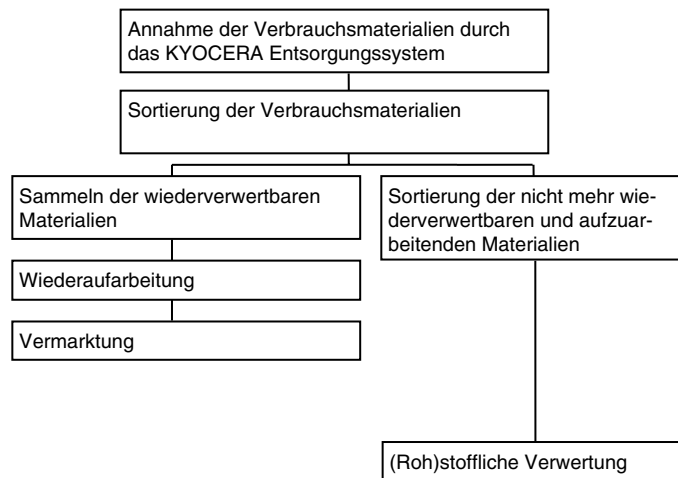 Annahme der Verbrauchsmaterialien durch
das KYOCERA Entsorgungssystem
Sortierung der Verbrauchsmaterialien
Sammeln der wiederverwertbaren
Materialien
Wiederaufarbeitung
Vermarktung
Sortierung der nicht mehr wie-
derverwertbaren und aufzuar-
beitenden Materialien
(Roh)stoffliche Verwertung